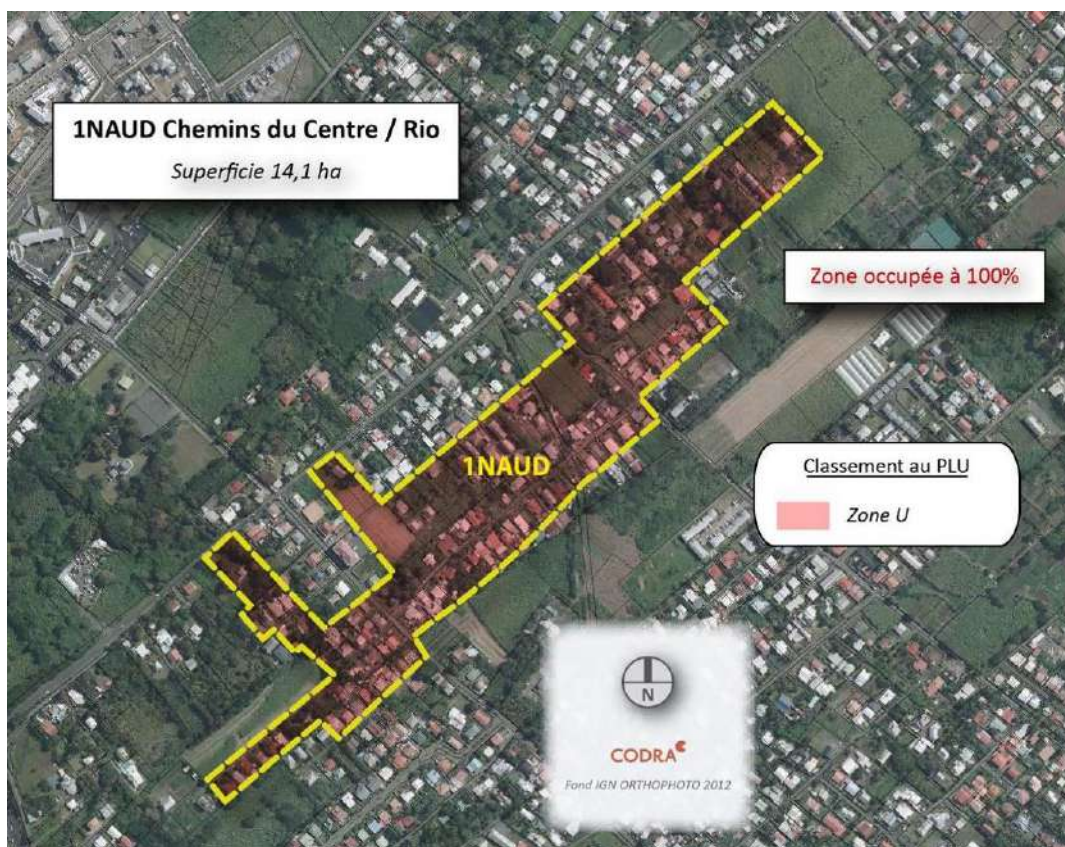 1NAUD Chemins du Centre / Rio
Superficie 14,1 ha
Zone occupée à 100%
1NAUD
Classement au PLU
Zone U
N
CODRA
Fond IGN ORTHOPHOTO 2012